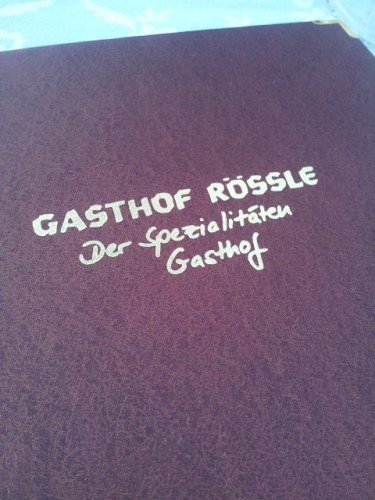 GASTHOF RÖSSLE
Der Spezialitäten
Gasthof